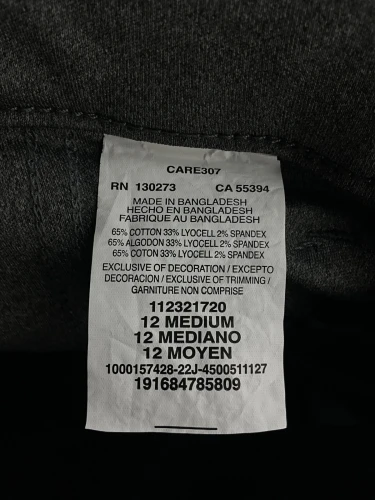 CARE307
RN 130273 CA 55394
MADE IN BANGLADESH
HECHO EN BANGLADESH
FABRIQUE AU BANGLADESH
65% COTTON 33% LYOCELL 2% SPANDEX
65% ALGODON 33% LYOCELL 2% SPANDEX
65% COTON 33% LYOCELL 2% SPANDEX
EXCLUSIVE OF DECORATION / EXCEPTO
DECORACION / EXCLUSIVE OF TRIMMING /
GARNITURE NON COMPRISE
112321720
12 MEDIUM
12 MEDIANO
12 MOYEN
1000157428-22J-4500511127
191684785809